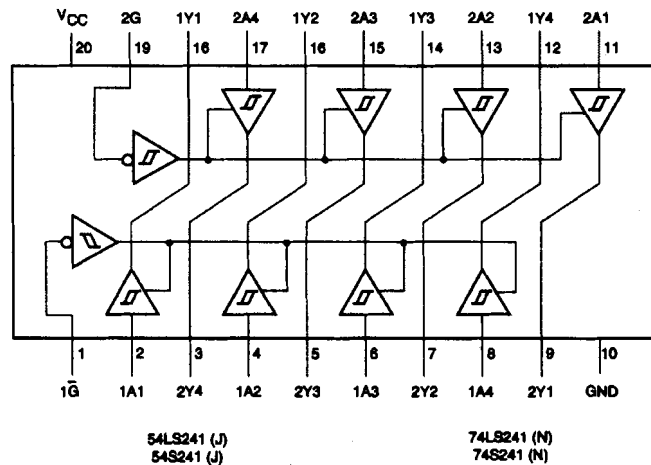 VCC 2G 1Y1 2A4 1Y2 2A3 1Y3 2A2 1Y4 2A1
20 19 16 17 16 15 14 13 12 11
1 2 3 4 5 6 7 8 9 10
1G̅ 1A1 2Y4 1A2 2Y3 1A3 2Y2 1A4 2Y1 GND
54LS241 (J) 74LS241 (N)
54S241 (J) 74S241 (N)